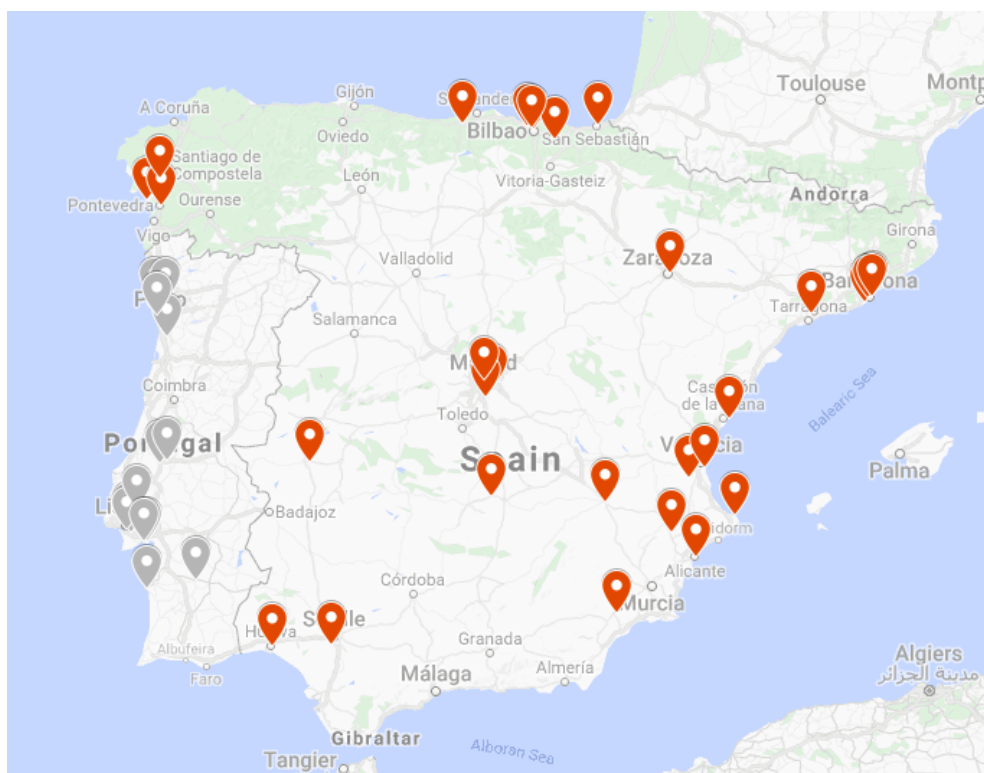 Toulouse
Montp
A Coruña
Gijón
Oviedo
Bilbao
San Sebastián
Santiago de
Compostela
Vitoria-Gasteiz
León
Andorra
Pontevedra
Ourense
Girona
Vigo
Valladolid
Zaragoza
Barcelona
Tarragona
Salamanca
Coimbra
Toledo
de la
Balearic Sea
Portugal
Spain
Palma
Badajoz
Alicante
Córdoba
Murcia
Granada
Albufeira
Faro
Málaga
Almería
Algiers
مدينة الجزائر
Gibraltar
Alboran Sea
Tangier